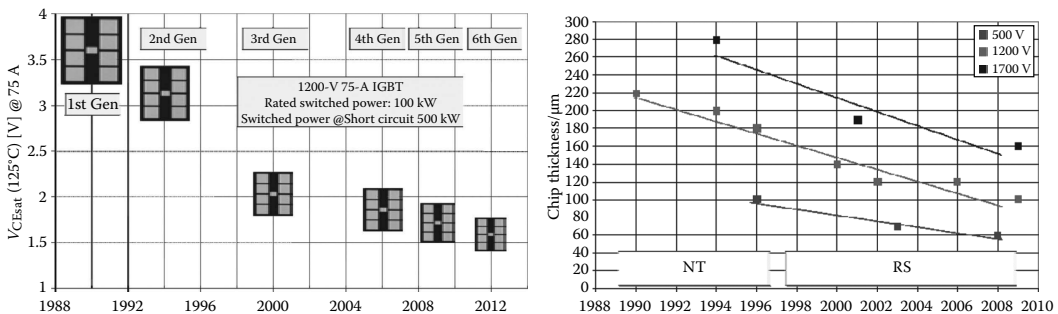 V_CEsat (125°C) [V] @ 75 A
4
3.5
3
2.5
2
1.5
1
1st Gen
2nd Gen
3rd Gen
4th Gen
5th Gen
6th Gen
1200-V 75-A IGBT
Rated switched power: 100 kW
Switched power @Short circuit 500 kW
1988 1992 1996 2000 2004 2008 2012
Chip thickness/μm
300
280
260
240
220
200
180
160
140
120
100
80
60
40
20
0
500 V
1200 V
1700 V
NT
RS
1988 1990 1992 1994 1996 1998 2000 2002 2004 2006 2008 2010